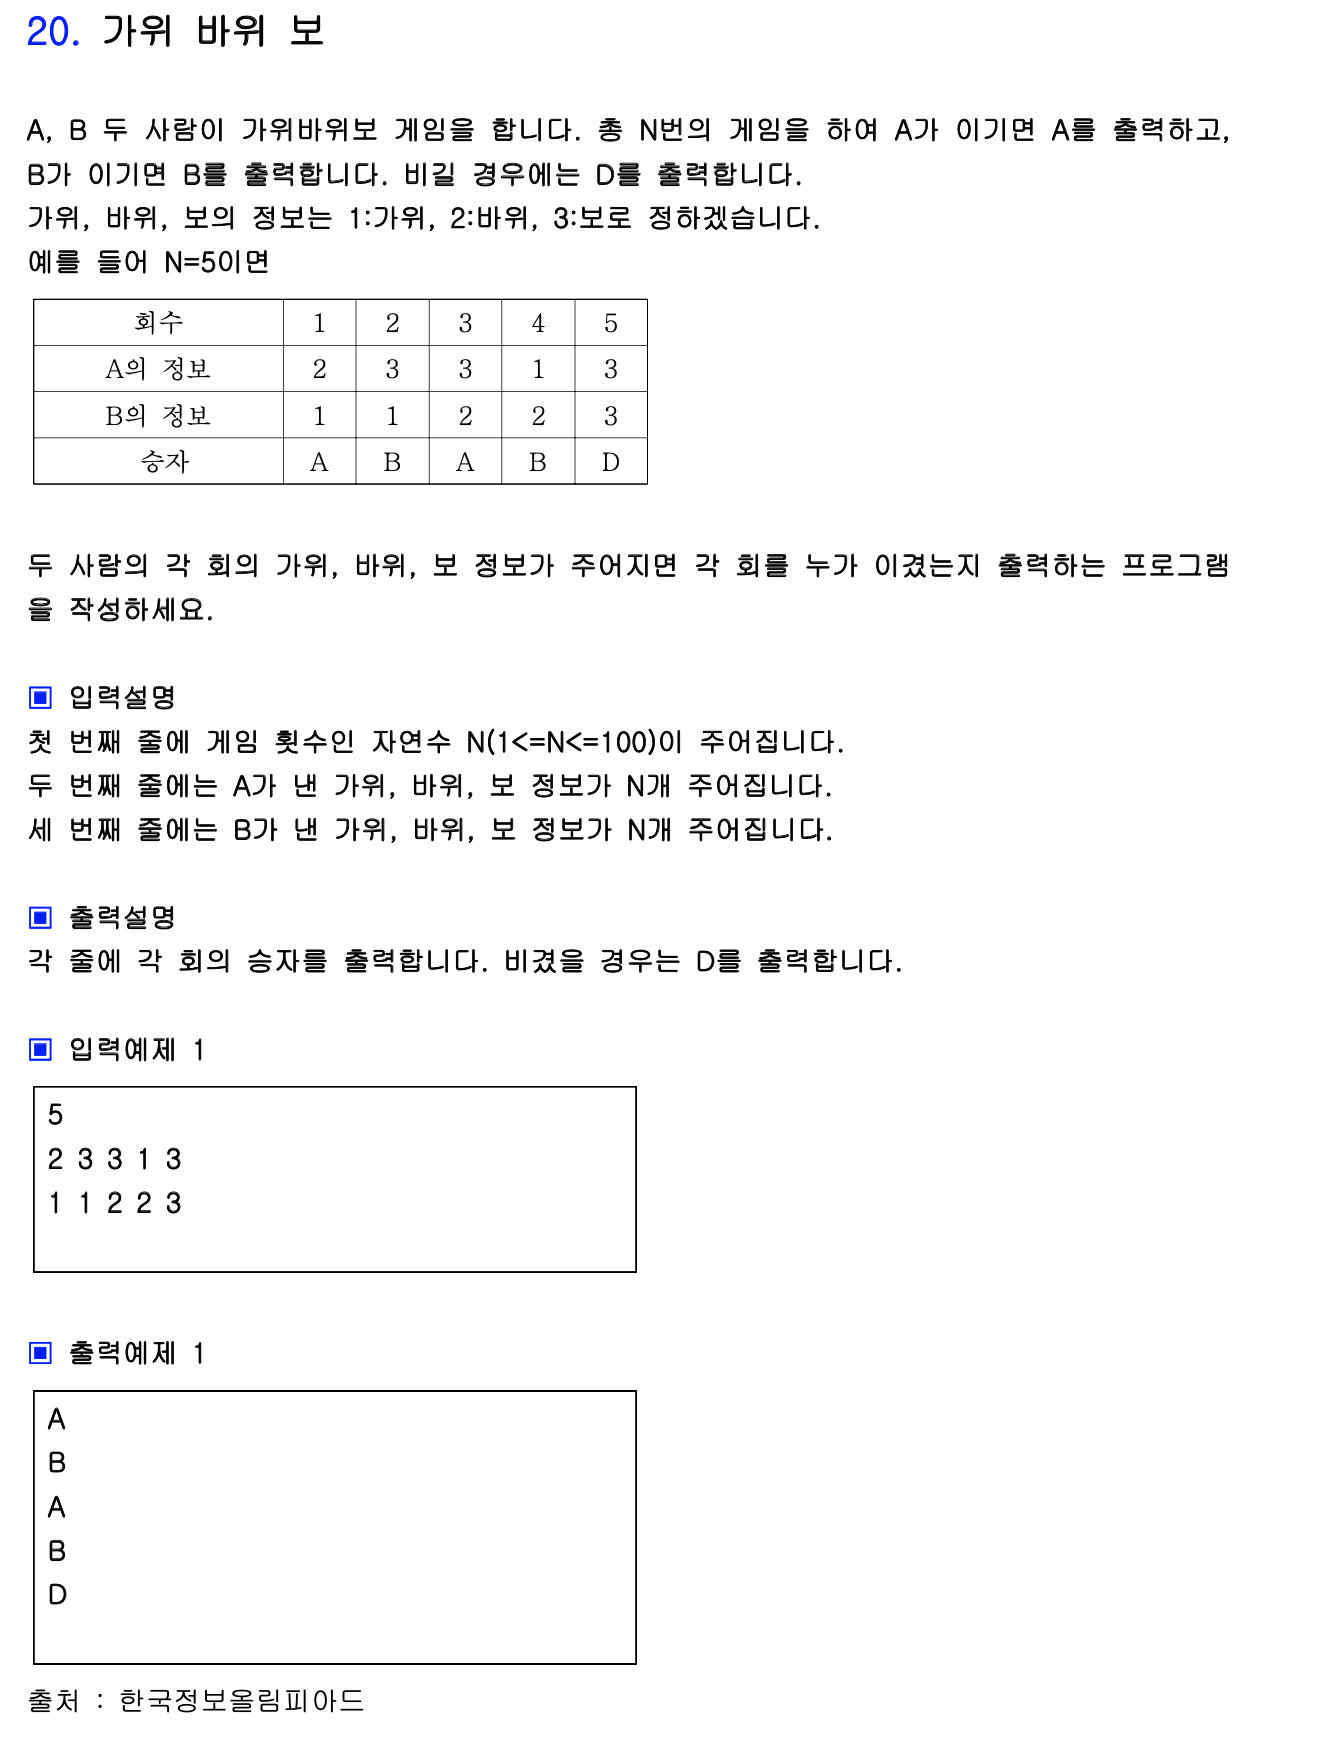 20. 가위 바위 보
A, B 두 사람이 가위바위보 게임을 합니다. 총 N번의 게임을 하여 A가 이기면 A를 출력하고,
B가 이기면 B를 출력합니다. 비길 경우에는 D를 출력합니다.
가위, 바위, 보의 정보는 1:가위, 2:바위, 3:보로 정하겠습니다.
예를 들어 N=5이면
회수 1 2 3 4 5
A의 정보 2 3 3 1 3
B의 정보 1 1 2 2 3
승자 A B A B D
두 사람의 각 회의 가위, 바위, 보 정보가 주어지면 각 회를 누가 이겼는지 출력하는 프로그램
을 작성하세요.
▣ 입력설명
첫 번째 줄에 게임 횟수인 자연수 N(1<=N<=100)이 주어집니다.
두 번째 줄에는 A가 낸 가위, 바위, 보 정보가 N개 주어집니다.
세 번째 줄에는 B가 낸 가위, 바위, 보 정보가 N개 주어집니다.
▣ 출력설명
각 줄에 각 회의 승자를 출력합니다. 비겼을 경우는 D를 출력합니다.
▣ 입력예제 1
5
2 3 3 1 3
1 1 2 2 3
▣ 출력예제 1
A
B
A
B
D
출처 : 한국정보올림피아드